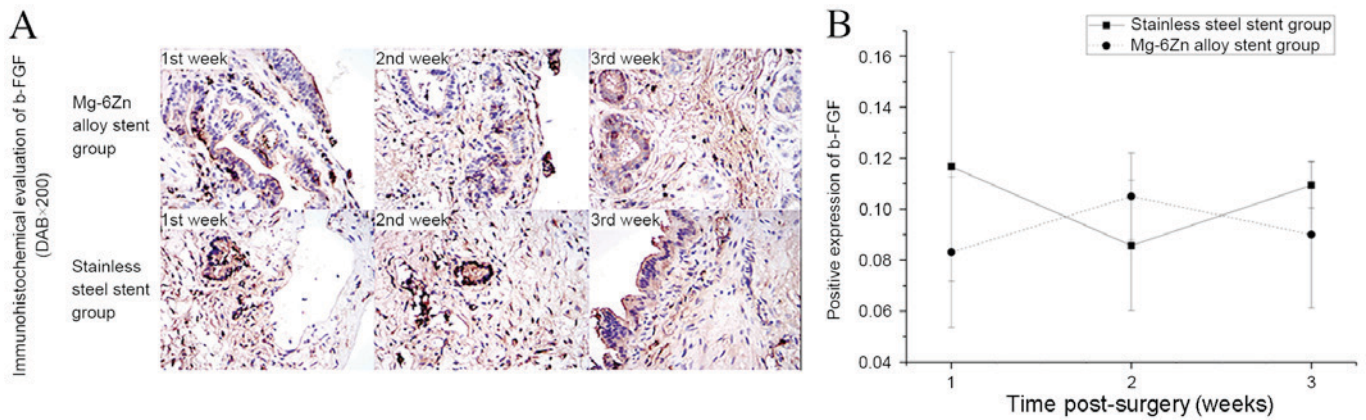 A
Immunohistochemical evaluation of b-FGF
(DAB×200)
Mg-6Zn
alloy stent
group
1st week
2nd week
3rd week
Stainless
steel stent
group
1st week
2nd week
3rd week
B
Stainless steel stent group
Mg-6Zn alloy stent group
Positive expression of b-FGF
0.16
0.14
0.12
0.10
0.08
0.06
0.04
1
2
3
Time post-surgery (weeks)